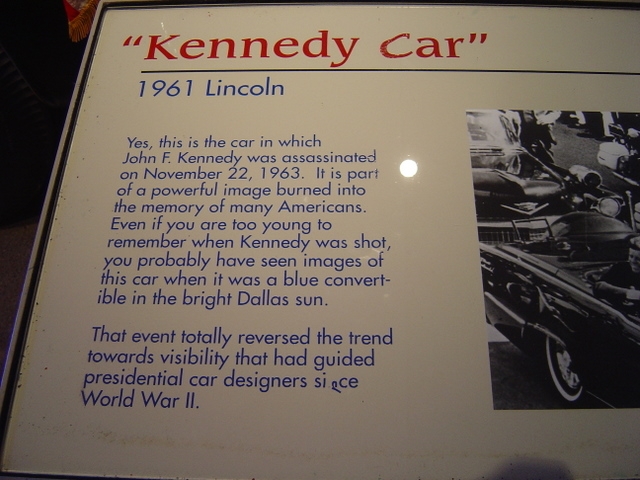 "Kennedy Car"
1961 Lincoln
Yes, this is the car in which
John F. Kennedy was assassinated
on November 22, 1963. It is part
of a powerful image burned into
the memory of many Americans.
Even if you are too young to
remember when Kennedy was shot,
you probably have seen images of
this car when it was a blue convert-
ible in the bright Dallas sun.
That event totally reversed the trend
towards visibility that had guided
presidential car designers since
World War II.